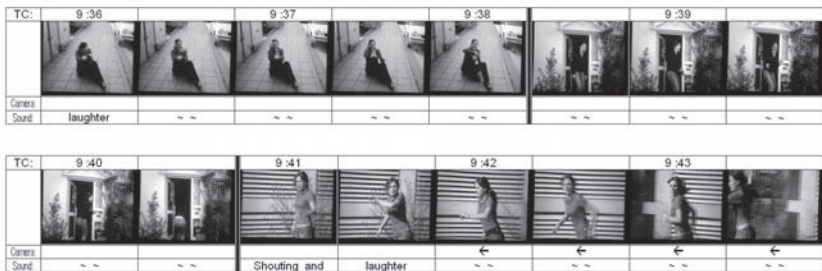 TC: 9 :36 9 :37 9 :38 9 :39
Camera:
Sound: laughter ~ ~ ~ ~ ~ ~ ~ ~ ~ ~ ~ ~ ~ ~
TC: 9 :40 9 :41 9 :42 9 :43
Camera: ← ← ← ←
Sound: ~ ~ ~ ~ Shouting and laughter ~ ~ ~ ~ ~ ~ ~ ~